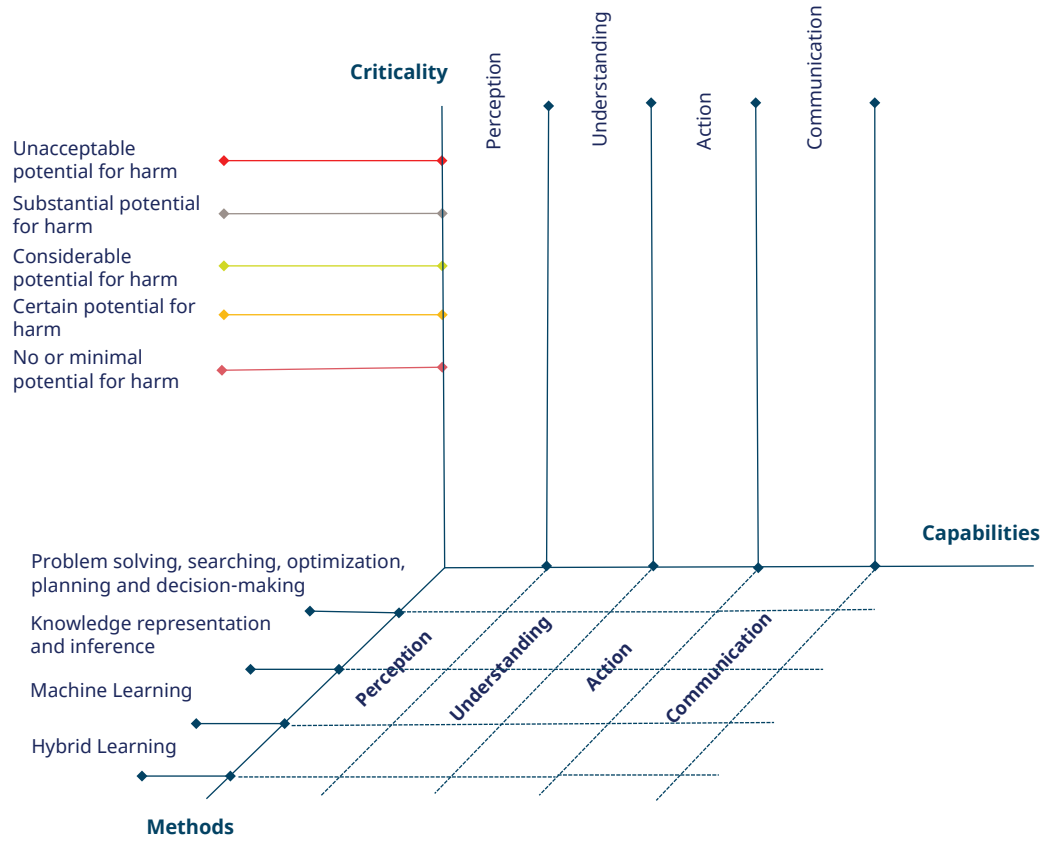 Criticality
Perception
Understanding
Action
Communication
Unacceptable
potential for harm
Substantial potential
for harm
Considerable
potential for harm
Certain potential for
harm
No or minimal
potential for harm
Capabilities
Problem solving, searching, optimization,
planning and decision-making
Knowledge representation
and inference
Machine Learning
Hybrid Learning
Perception
Understanding
Action
Communication
Methods